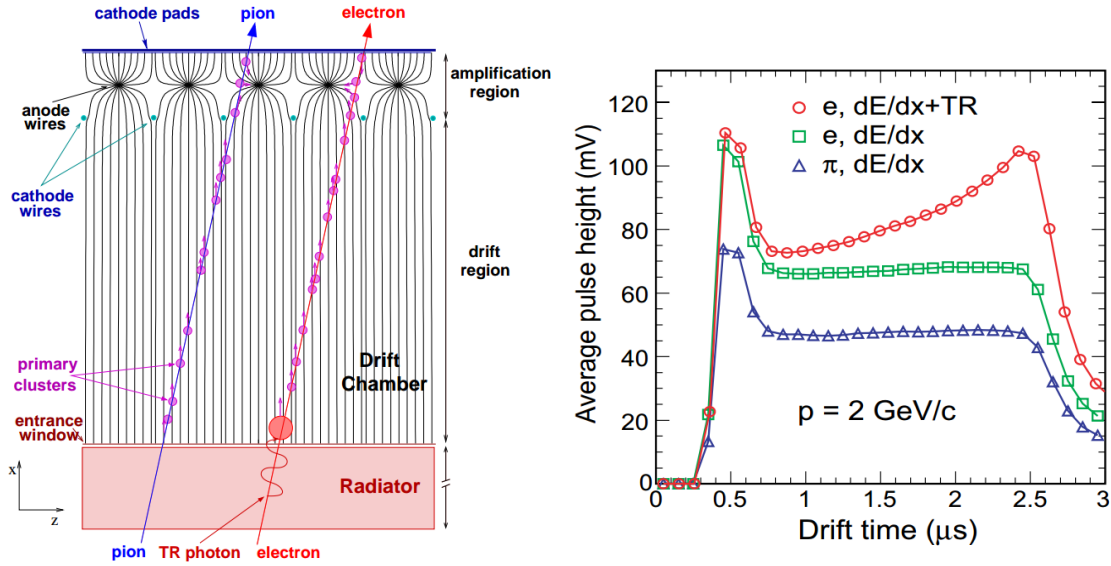 cathode pads
pion
electron
amplification
region
anode
wires
cathode
wires
drift
region
primary
clusters
Drift
Chamber
entrance
window
Radiator
x
z
pion
TR photon
electron
Average pulse height (mV)
120
100
80
60
40
20
0
e, dE/dx+TR
e, dE/dx
π, dE/dx
p = 2 GeV/c
0
0.5
1
1.5
2
2.5
3
Drift time (μs)